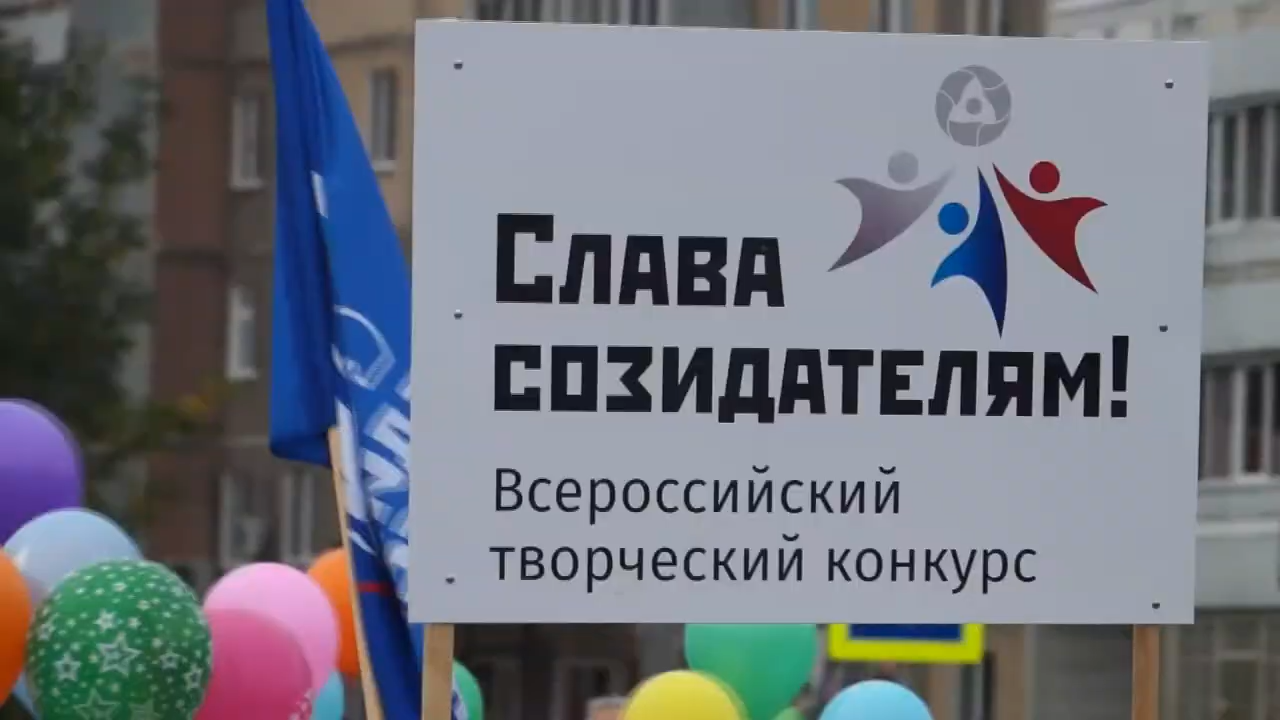 Слава
созидателям!
Всероссийский
творческий конкурс